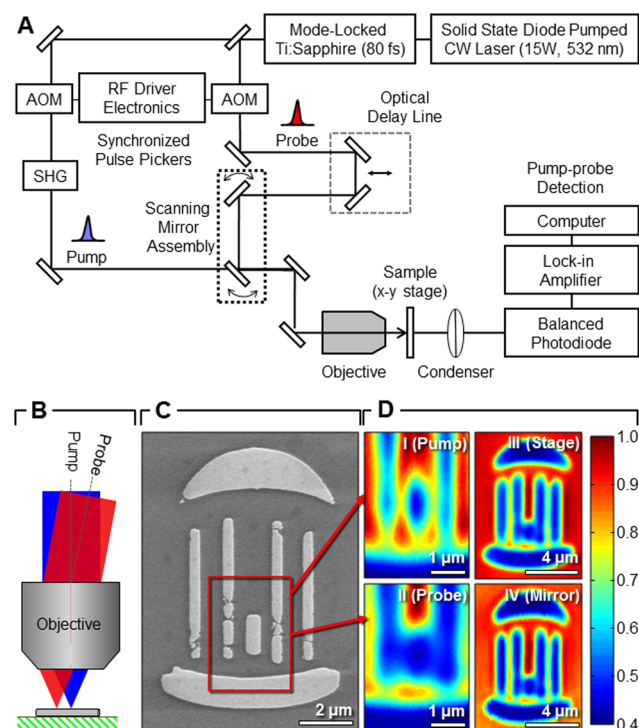 A
Mode-Locked
Ti:Sapphire (80 fs)
Solid State Diode Pumped
CW Laser (15W, 532 nm)
AOM
RF Driver
Electronics
AOM
Synchronized
Pulse Pickers
Probe
Optical
Delay Line
SHG
Scanning
Mirror
Assembly
Pump
Pump-probe
Detection
Computer
Lock-in
Amplifier
Balanced
Photodiode
Sample
(x-y stage)
Objective
Condenser
B
Pump
Probe
Objective
C
2 µm
D
I (Pump)
1 µm
III (Stage)
4 µm
II (Probe)
1 µm
IV (Mirror)
4 µm
1.0
0.9
0.8
0.7
0.6
0.5
0.4